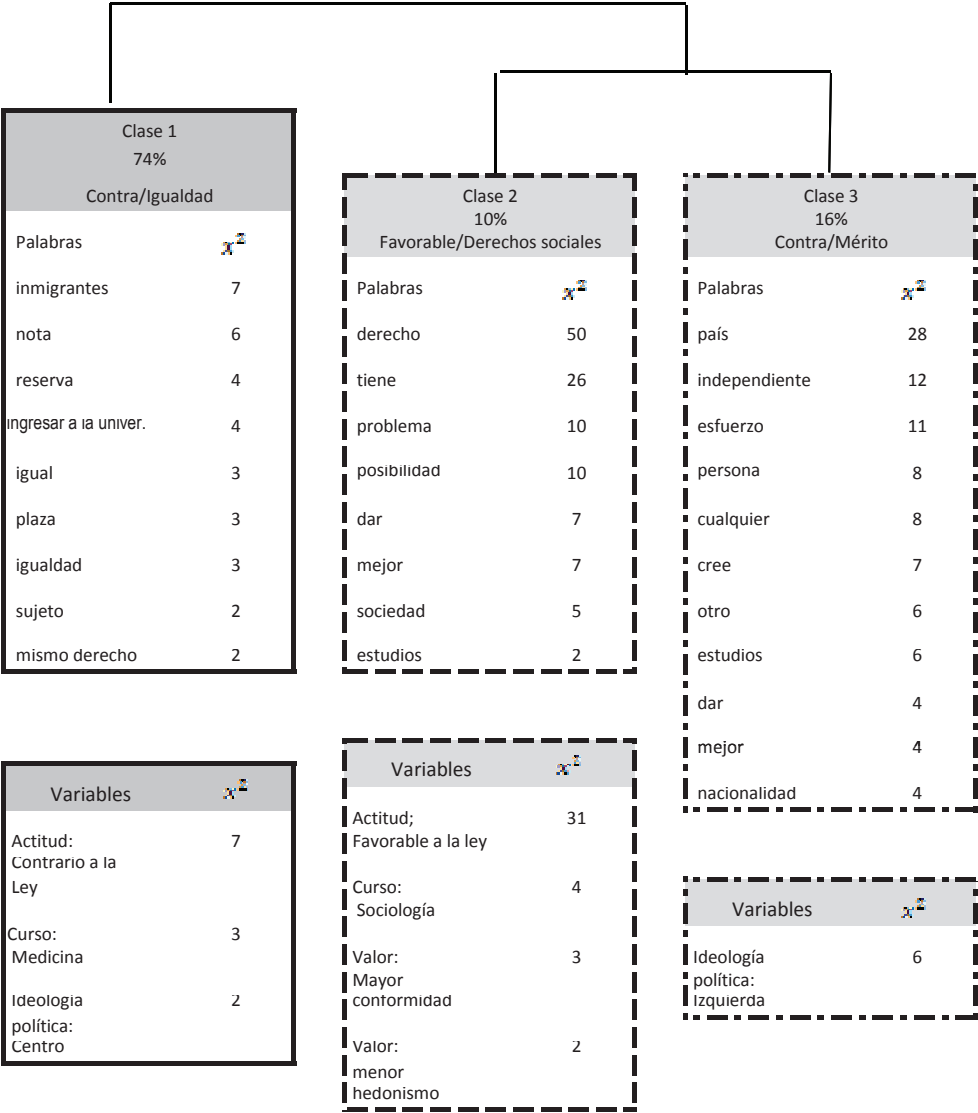 Clase 1
74%
Contra/Igualdad
Palabras x²
inmigrantes 7
nota 6
reserva 4
ingresar a la univer. 4
igual 3
plaza 3
igualdad 3
sujeto 2
mismo derecho 2
Variables x²
Actitud: 7
Contrario a la
Ley
Curso: 3
Medicina
Ideología 2
política:
Centro
Clase 2
10%
Favorable/Derechos sociales
Palabras x²
derecho 50
tiene 26
problema 10
posibilidad 10
dar 7
mejor 7
sociedad 5
estudios 2
Variables x²
Actitud; 31
Favorable a la ley
Curso: 4
Sociología
Valor: 3
Mayor
conformidad
Valor: 2
menor
hedonismo
Clase 3
16%
Contra/Mérito
Palabras x²
país 28
independiente 12
esfuerzo 11
persona 8
cualquier 8
cree 7
otro 6
estudios 6
dar 4
mejor 4
nacionalidad 4
Variables x²
Ideología 6
política:
Izquierda